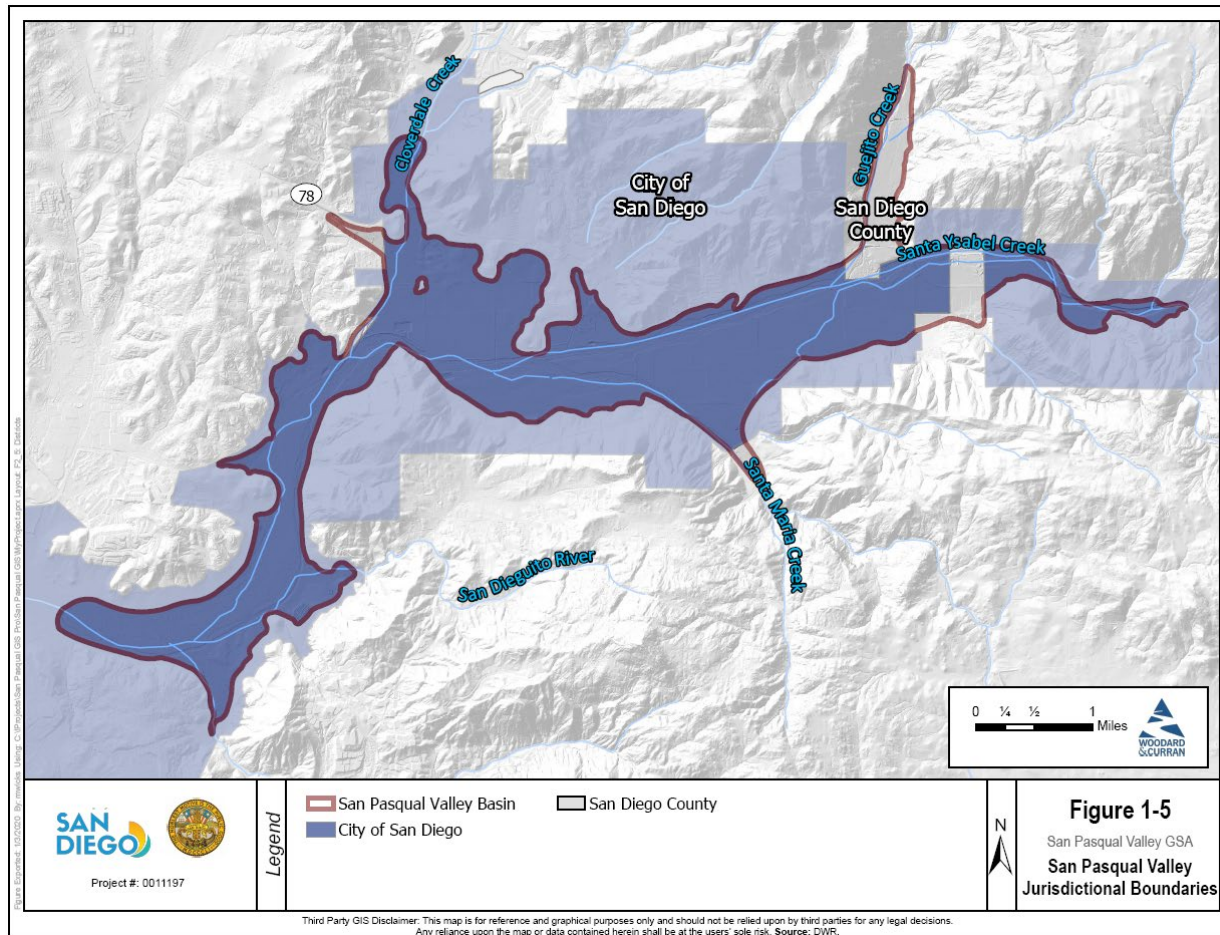 Cloverdale Creek
Guejito Creek
78
City of
San Diego
San Diego
County
Santa Ysabel Creek
Santa Maria Creek
San Dieguito River
0 ¼ ½ 1
Miles
WOODARD
&CURRAN
SAN
DIEGO
Project #: 0011197
Legend
San Pasqual Valley Basin
San Diego County
City of San Diego
N
Figure 1-5
San Pasqual Valley GSA
San Pasqual Valley
Jurisdictional Boundaries
Third Party GIS Disclaimer: This map is for reference and graphical purposes only and should not be relied upon by third parties for any legal decisions.
Any reliance upon the map or data contained herein shall be at the users' sole risk. Source: DWR.